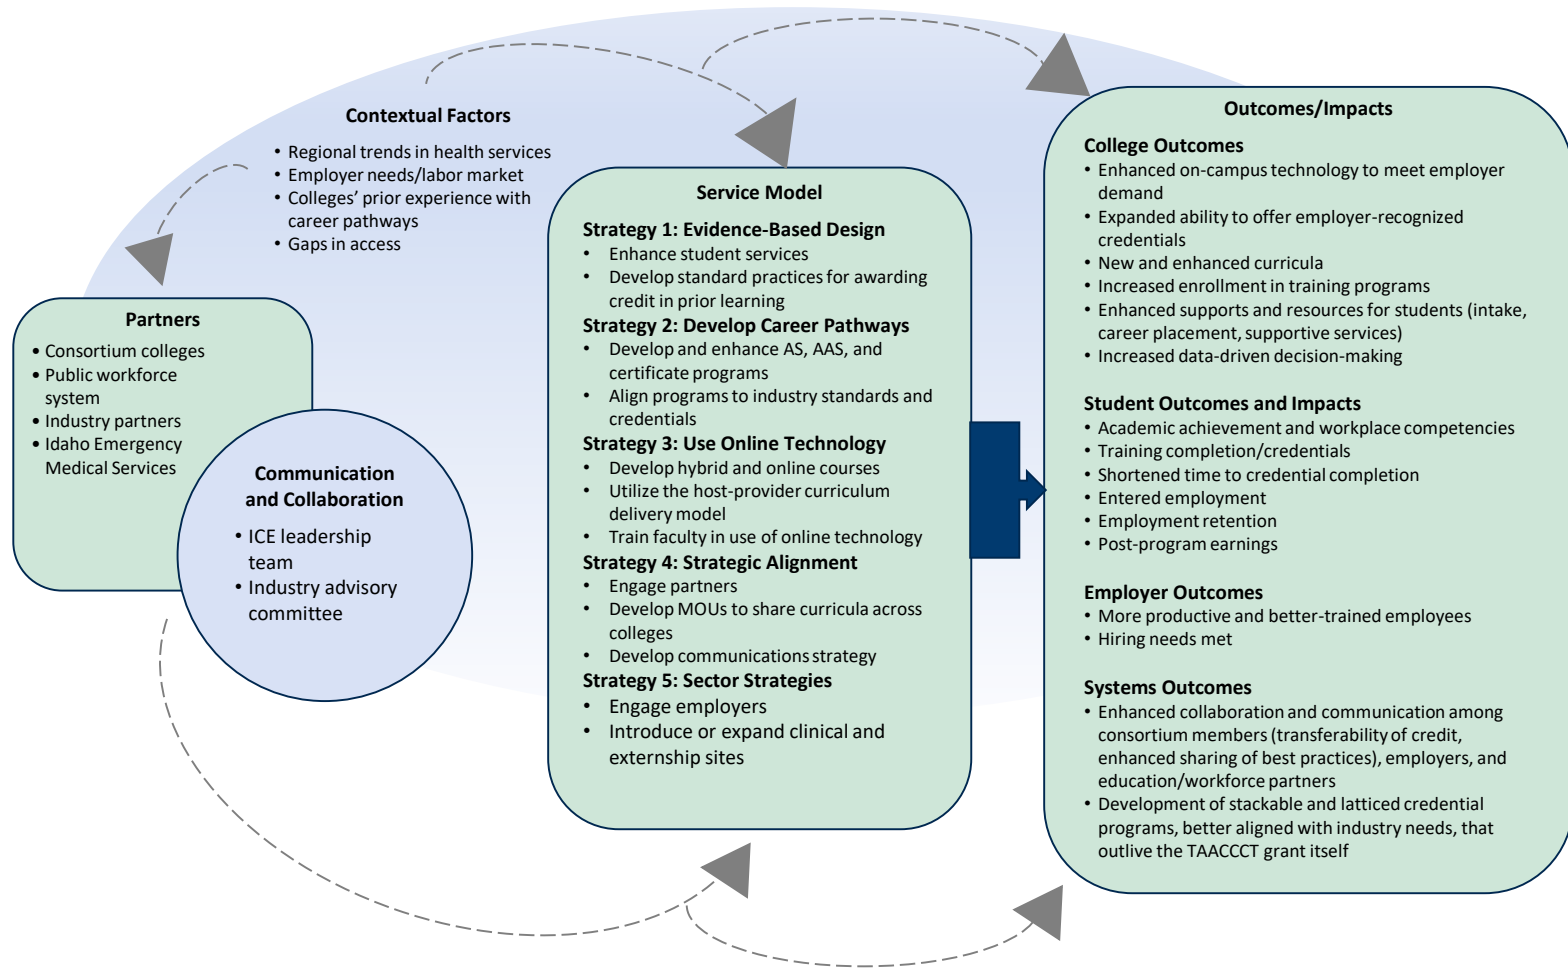 Contextual Factors
• Regional trends in health services
• Employer needs/labor market
• Colleges’ prior experience with
career pathways
• Gaps in access
Partners
• Consortium colleges
• Public workforce
system
• Industry partners
• Idaho Emergency
Medical Services
Communication
and Collaboration
• ICE leadership
team
• Industry advisory
committee
Service Model
Strategy 1: Evidence-Based Design
• Enhance student services
• Develop standard practices for awarding
credit in prior learning
Strategy 2: Develop Career Pathways
• Develop and enhance AS, AAS, and
certificate programs
• Align programs to industry standards and
credentials
Strategy 3: Use Online Technology
• Develop hybrid and online courses
• Utilize the host-provider curriculum
delivery model
• Train faculty in use of online technology
Strategy 4: Strategic Alignment
• Engage partners
• Develop MOUs to share curricula across
colleges
• Develop communications strategy
Strategy 5: Sector Strategies
• Engage employers
• Introduce or expand clinical and
externship sites
Outcomes/Impacts
College Outcomes
• Enhanced on-campus technology to meet employer
demand
• Expanded ability to offer employer-recognized
credentials
• New and enhanced curricula
• Increased enrollment in training programs
• Enhanced supports and resources for students (intake,
career placement, supportive services)
• Increased data-driven decision-making
Student Outcomes and Impacts
• Academic achievement and workplace competencies
• Training completion/credentials
• Shortened time to credential completion
• Entered employment
• Employment retention
• Post-program earnings
Employer Outcomes
• More productive and better-trained employees
• Hiring needs met
Systems Outcomes
• Enhanced collaboration and communication among
consortium members (transferability of credit,
enhanced sharing of best practices), employers, and
education/workforce partners
• Development of stackable and latticed credential
programs, better aligned with industry needs, that
outlive the TAACCCT grant itself